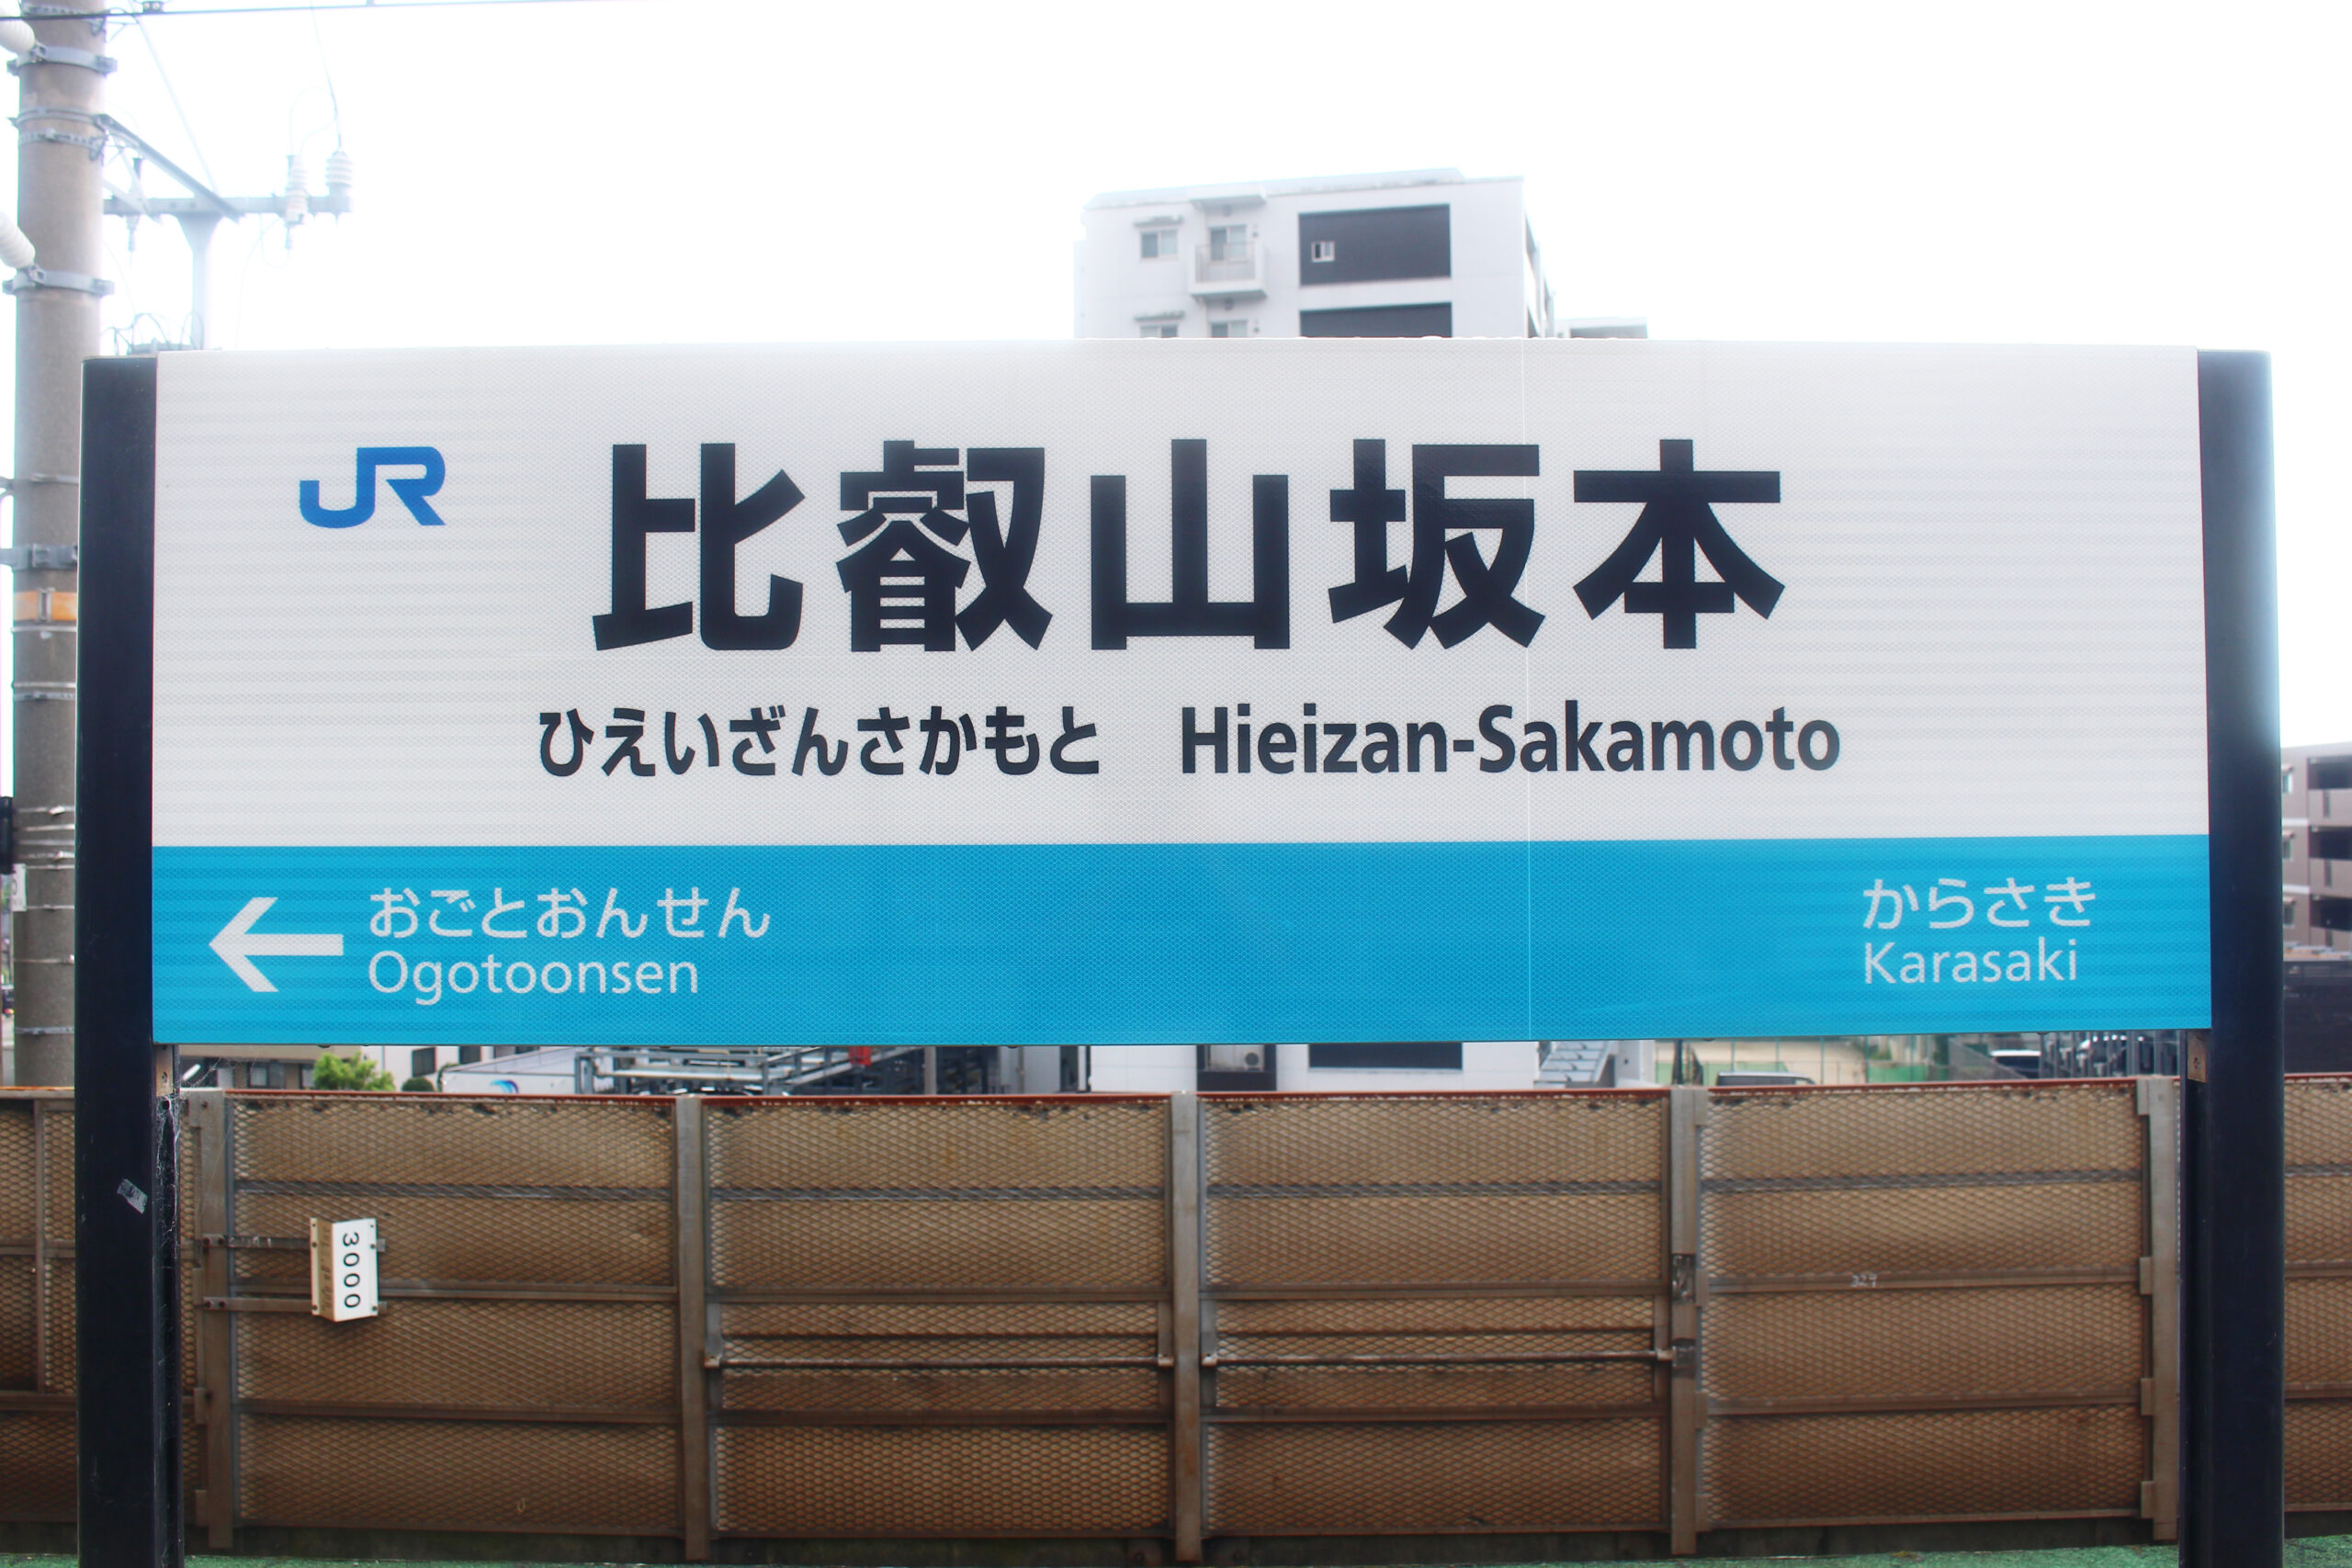 JR
比叡山坂本
ひえいざんさかもと Hieizan-Sakamoto
← おごとおんせん
Ogotoonsen
からさき
Karasaki
3000